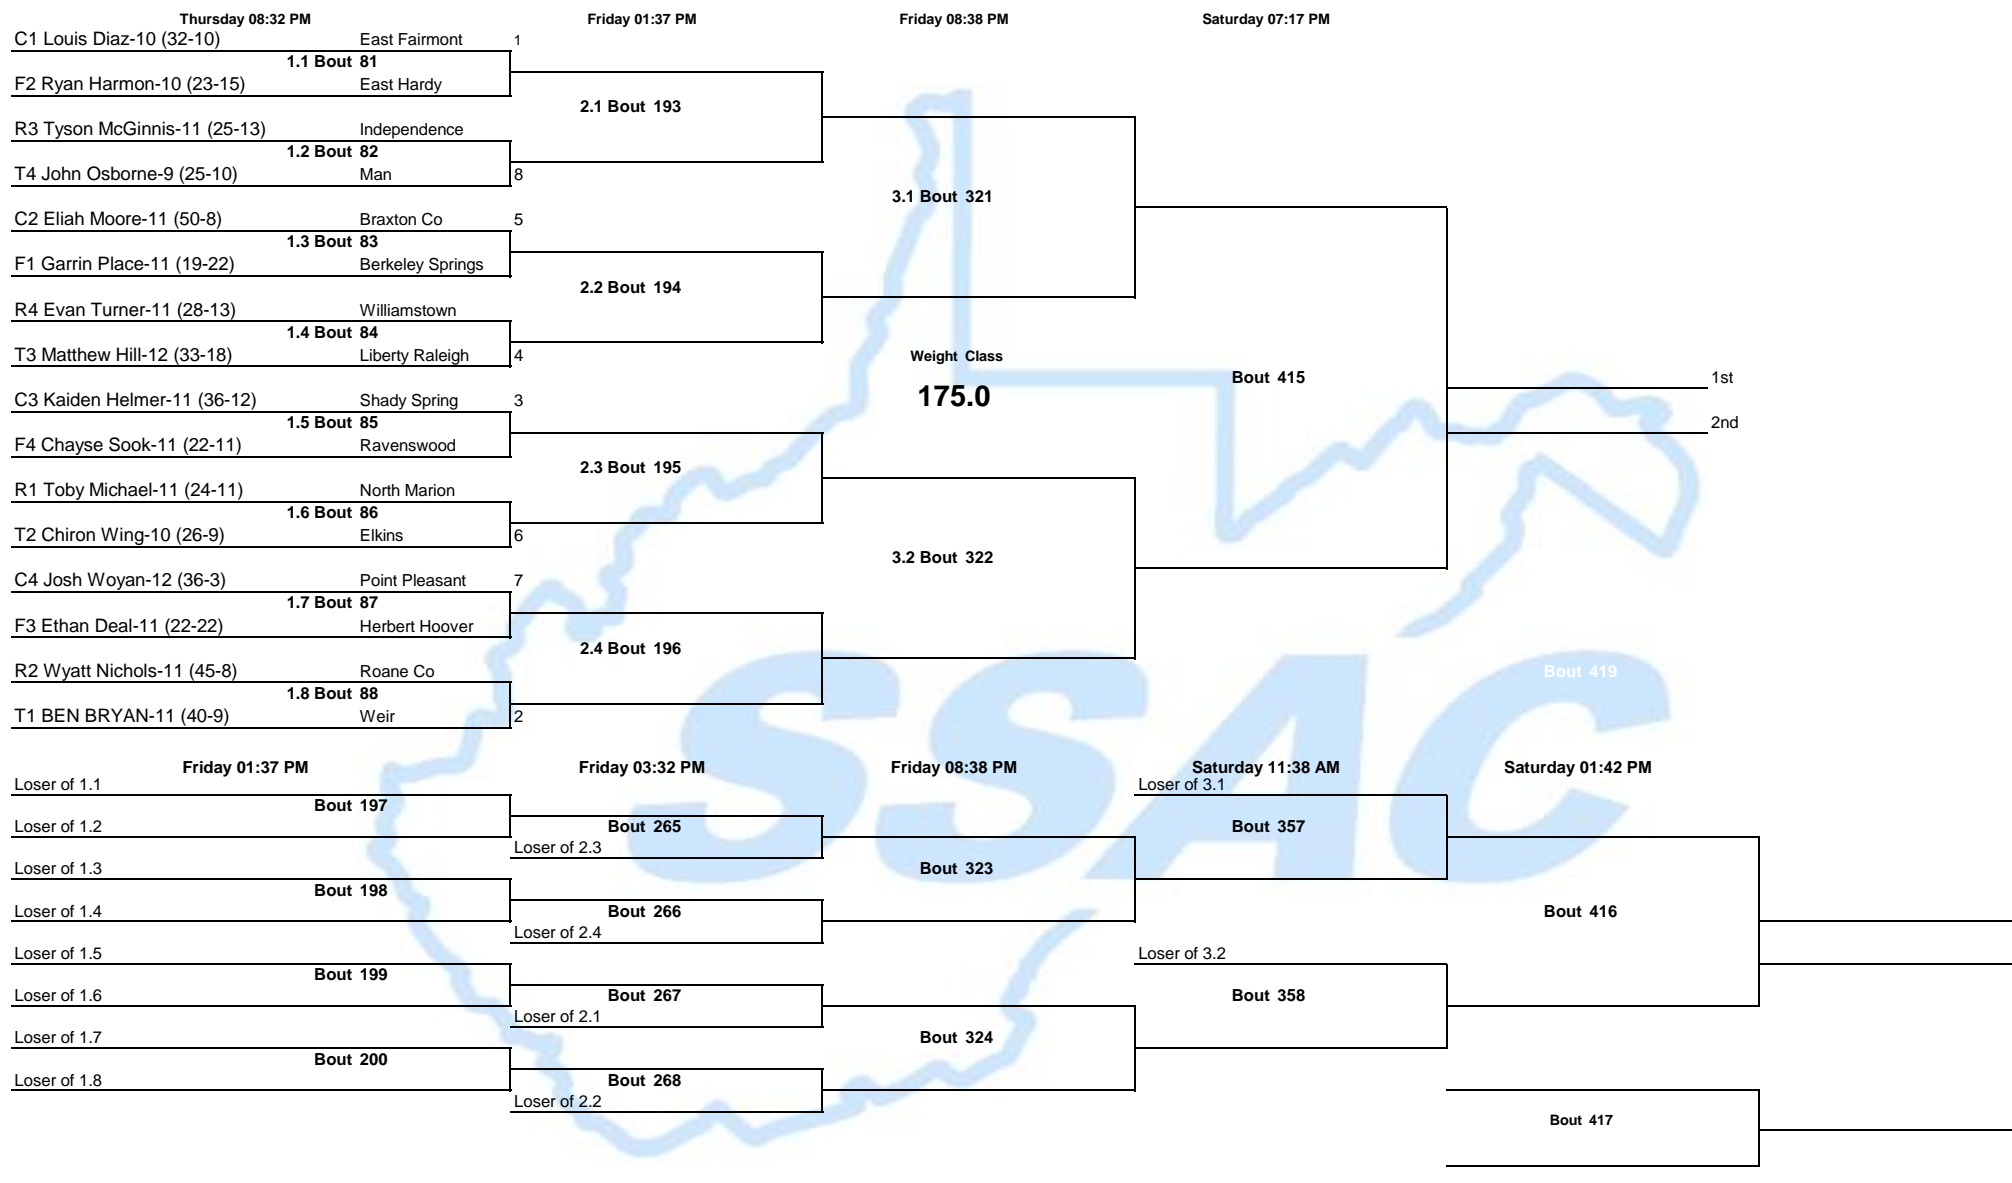 Thursday 08:32 PM Friday 01:37 PM Friday 08:38 PM Saturday 07:17 PM
C1 Louis Diaz-10 (32-10) East Fairmont 1
1.1 Bout 81
F2 Ryan Harmon-10 (23-15) East Hardy
2.1 Bout 193
R3 Tyson McGinnis-11 (25-13) Independence
1.2 Bout 82
T4 John Osborne-9 (25-10) Man 8
3.1 Bout 321
C2 Eliah Moore-11 (50-8) Braxton Co 5
1.3 Bout 83
F1 Garrin Place-11 (19-22) Berkeley Springs
2.2 Bout 194
R4 Evan Turner-11 (28-13) Williamstown
1.4 Bout 84
T3 Matthew Hill-12 (33-18) Liberty Raleigh 4
Weight Class
Bout 415 1st
175.0
C3 Kaiden Helmer-11 (36-12) Shady Spring 3
1.5 Bout 85 2nd
F4 Chayse Sook-11 (22-11) Ravenswood
2.3 Bout 195
R1 Toby Michael-11 (24-11) North Marion
1.6 Bout 86
T2 Chiron Wing-10 (26-9) Elkins 6
3.2 Bout 322
C4 Josh Woyan-12 (36-3) Point Pleasant 7
1.7 Bout 87
F3 Ethan Deal-11 (22-22) Herbert Hoover
2.4 Bout 196
R2 Wyatt Nichols-11 (45-8) Roane Co
Bout 419
1.8 Bout 88
T1 BEN BRYAN-11 (40-9) Weir 2
SSAC
Friday 01:37 PM Friday 03:32 PM Friday 08:38 PM Saturday 11:38 AM Saturday 01:42 PM
Loser of 1.1 Loser of 3.1
Bout 197
Loser of 1.2 Bout 265 Bout 357
Loser of 2.3
Loser of 1.3 Bout 323
Bout 198
Loser of 1.4 Bout 266 Bout 416
Loser of 2.4
Loser of 1.5 Loser of 3.2
Bout 199
Loser of 1.6 Bout 267 Bout 358
Loser of 2.1
Loser of 1.7 Bout 324
Bout 200
Loser of 1.8 Bout 268
Loser of 2.2
Bout 417